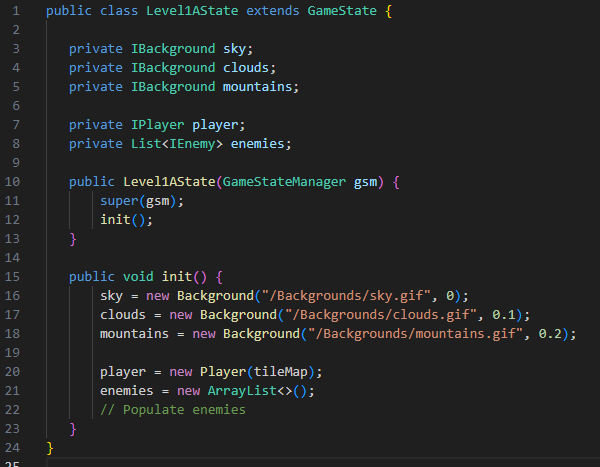 1 public class Level1AState extends GameState {
2
3 private IBackground sky;
4 private IBackground clouds;
5 private IBackground mountains;
6
7 private IPlayer player;
8 private List<IEnemy> enemies;
9
10 public Level1AState(GameStateManager gsm) {
11 super(gsm);
12 init();
13 }
14
15 public void init() {
16 sky = new Background("/Backgrounds/sky.gif", 0);
17 clouds = new Background("/Backgrounds/clouds.gif", 0.1);
18 mountains = new Background("/Backgrounds/mountains.gif", 0.2);
19
20 player = new Player(tileMap);
21 enemies = new ArrayList<>();
22 // Populate enemies
23 }
24 }
25